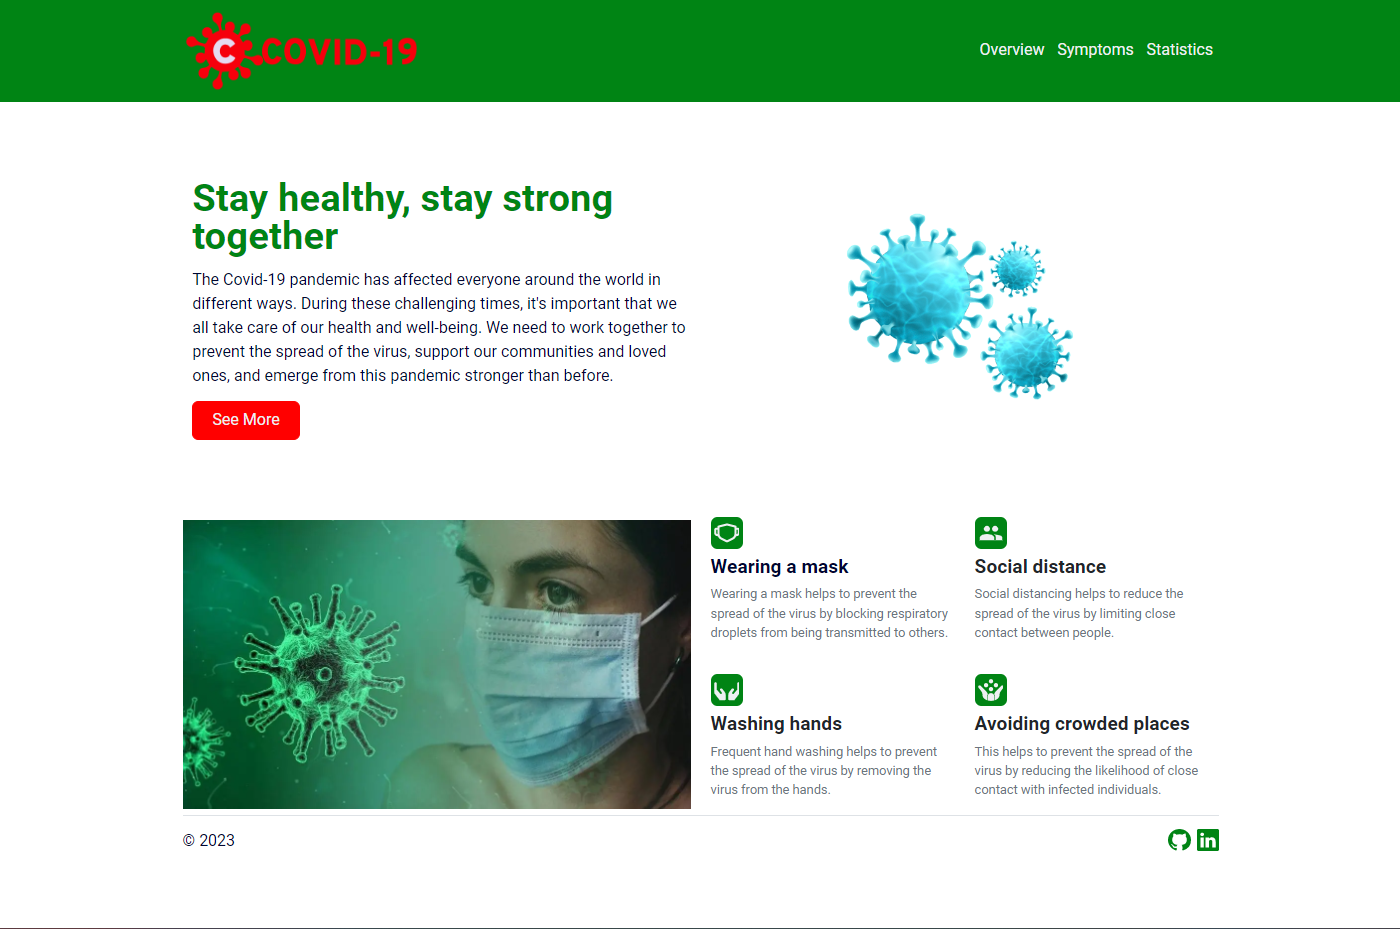 C COVID-19
Overview Symptoms Statistics
Stay healthy, stay strong
together
The Covid-19 pandemic has affected everyone around the world in
different ways. During these challenging times, it's important that we
all take care of our health and well-being. We need to work together to
prevent the spread of the virus, support our communities and loved
ones, and emerge from this pandemic stronger than before.
See More
Wearing a mask
Wearing a mask helps to prevent the
spread of the virus by blocking respiratory
droplets from being transmitted to others.
Social distance
Social distancing helps to reduce the
spread of the virus by limiting close
contact between people.
Washing hands
Frequent hand washing helps to prevent
the spread of the virus by removing the
virus from the hands.
Avoiding crowded places
This helps to prevent the spread of the
virus by reducing the likelihood of close
contact with infected individuals.
© 2023
in